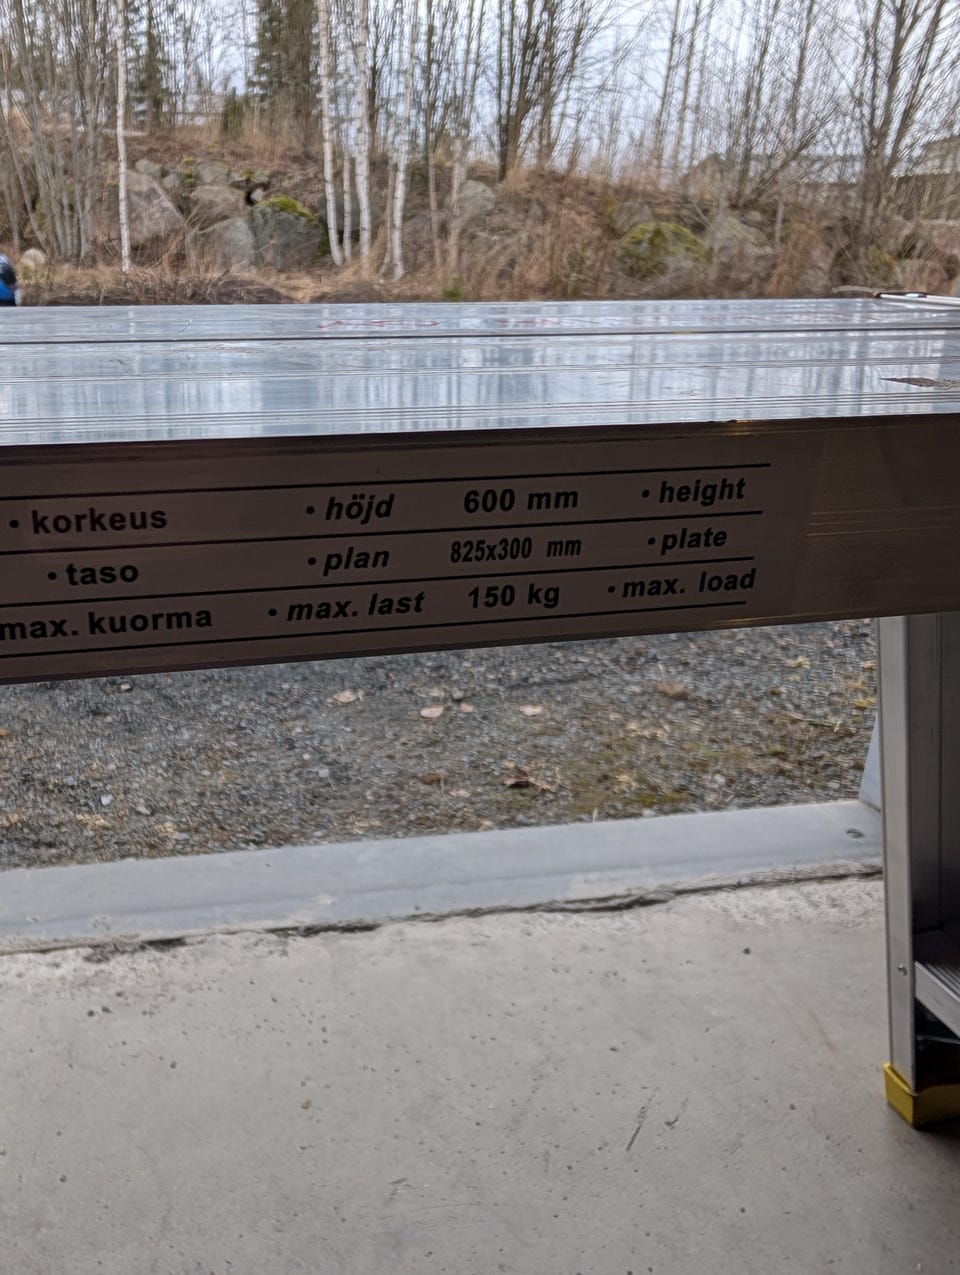 • korkeus • höjd 600 mm • height
• taso • plan 825x300 mm • plate
max. kuorma • max. last 150 kg • max. load